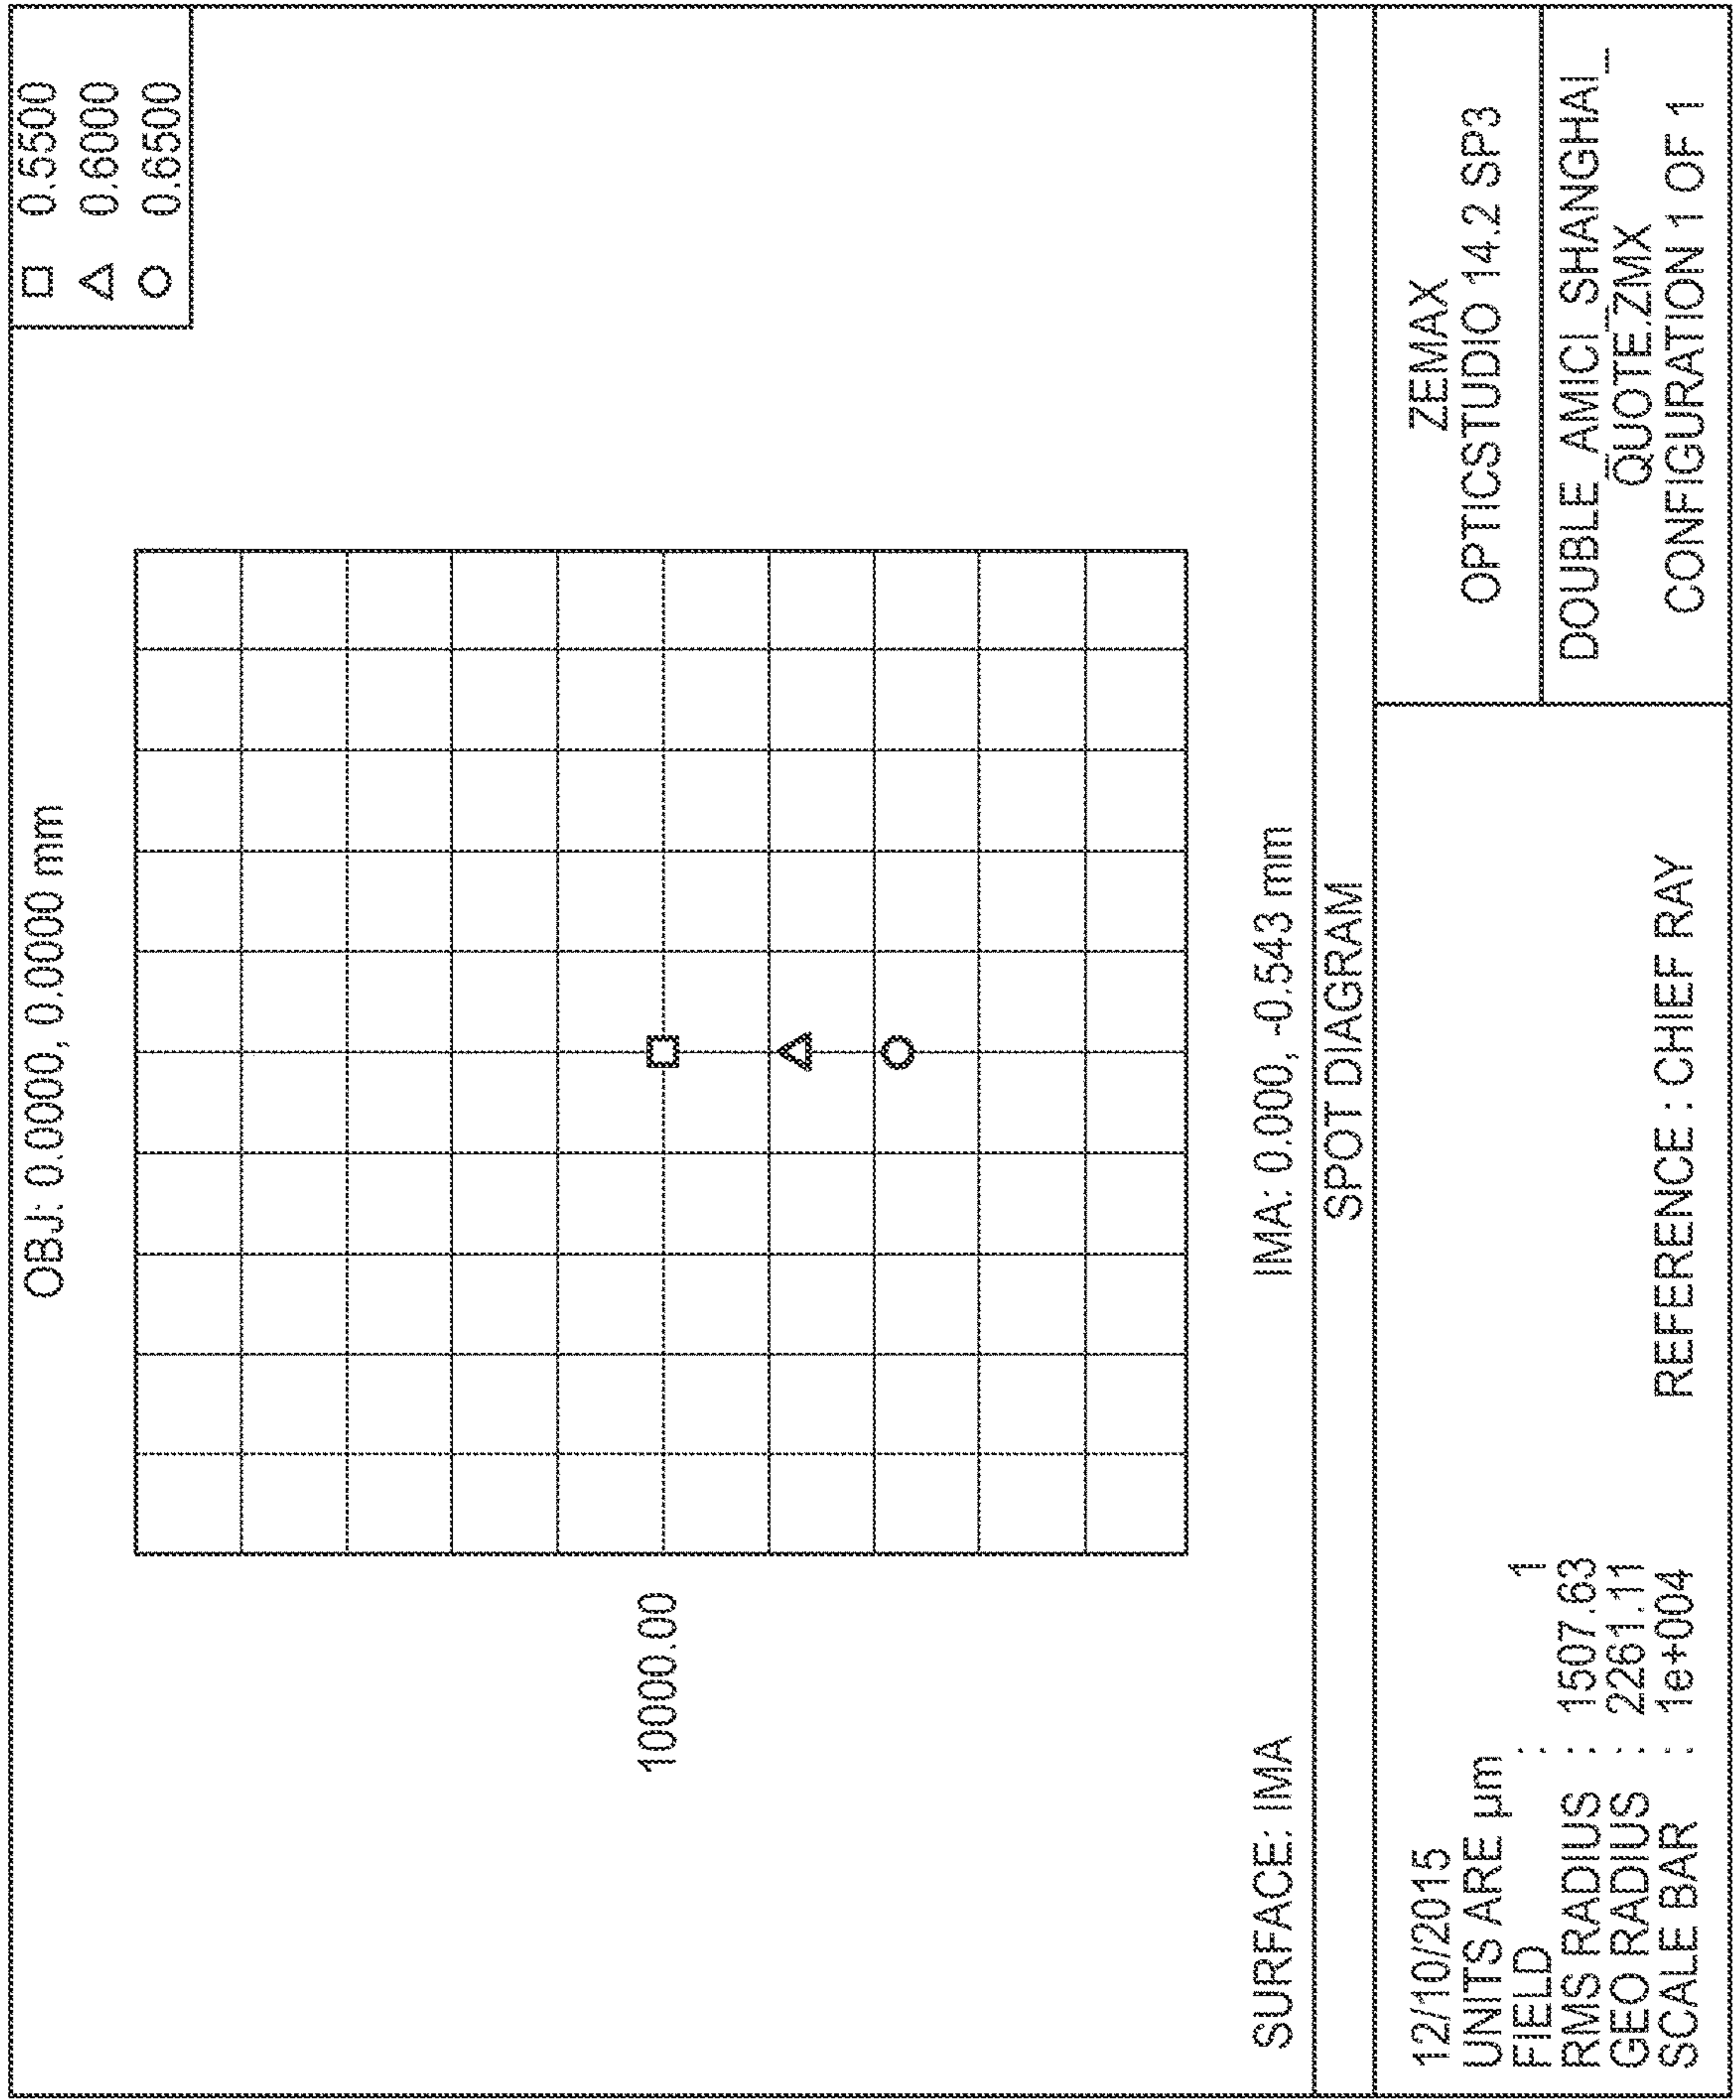 OBJ: 0.0000, 0.0000 mm
0.5500
0.6000
0.6500
10000.00
IMA: 0.000, -0.543 mm
SURFACE: IMA
SPOT DIAGRAM
12/10/2015
UNITS ARE µm
FIELD : 1
RMS RADIUS : 1507.63
GEO RADIUS : 2261.11
SCALE BAR : 1e+004
REFERENCE : CHIEF RAY
ZEMAX
OPTICSTUDIO 14.2 SP3
DOUBLE_AMICI_SHANGHAI_
QUOTE.ZMX
CONFIGURATION 1 OF 1